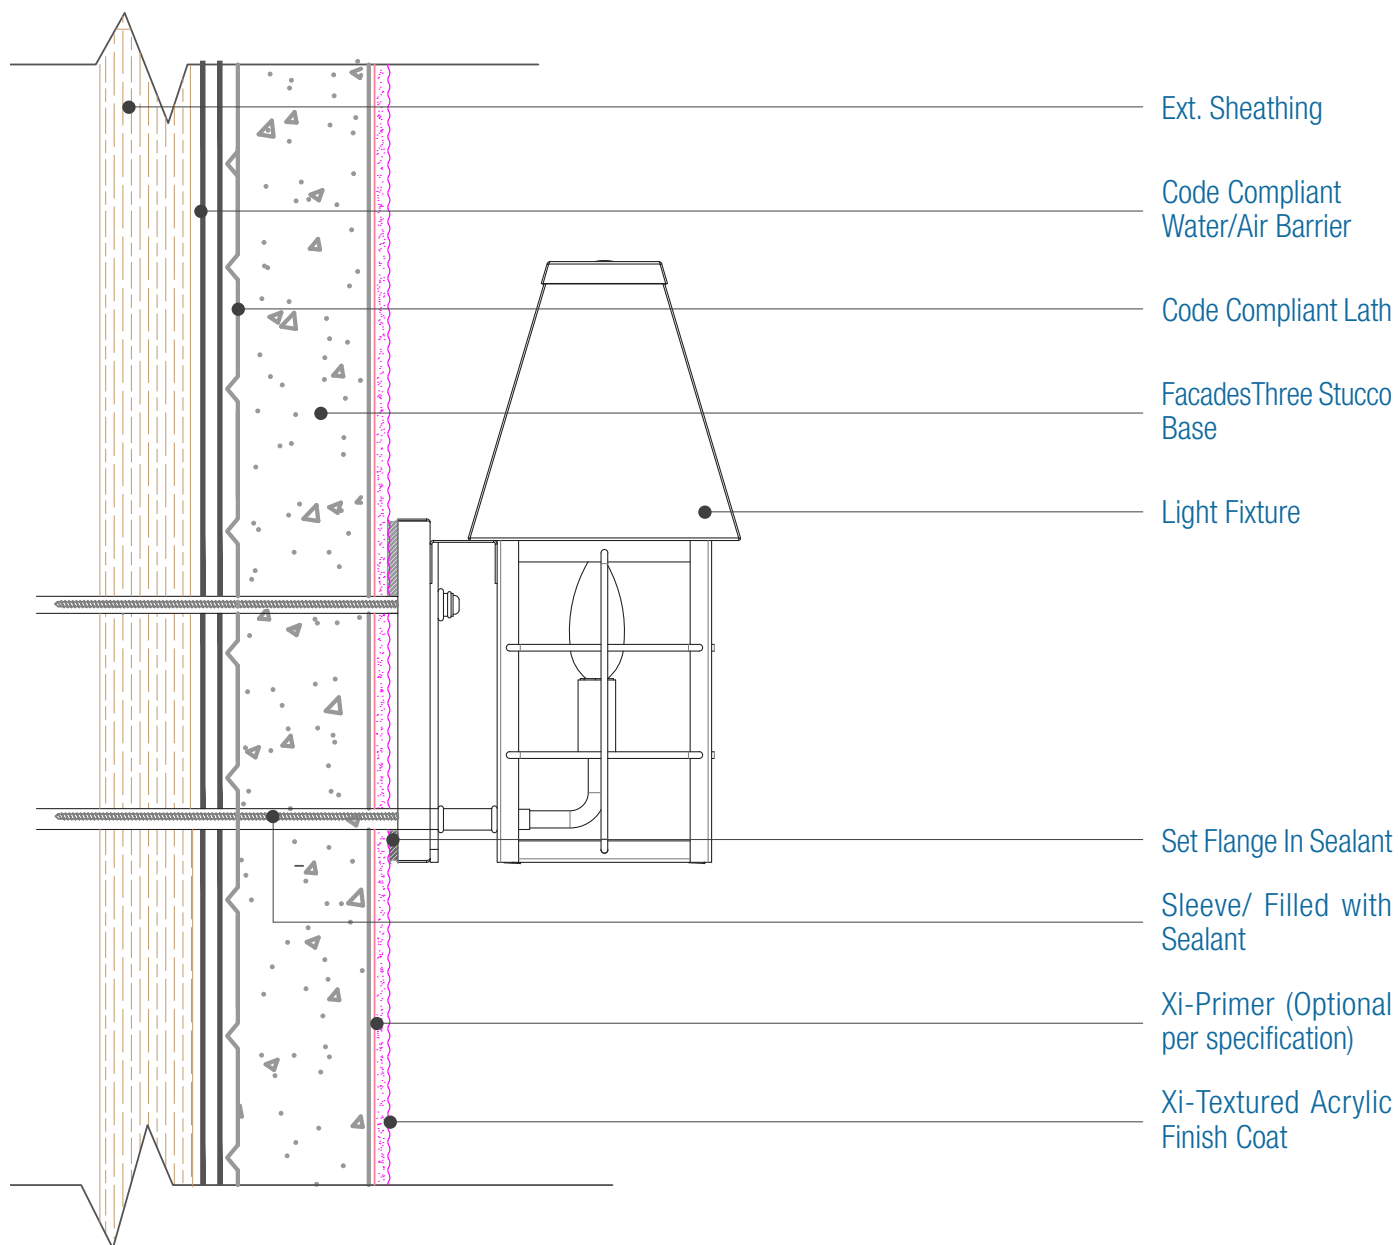 Ext. Sheathing
Code Compliant
Water/Air Barrier
Code Compliant Lath
FacadesThree Stucco
Base
Light Fixture
Set Flange In Sealant
Sleeve/ Filled with
Sealant
Xi-Primer (Optional
per specification)
Xi-Textured Acrylic
Finish Coat